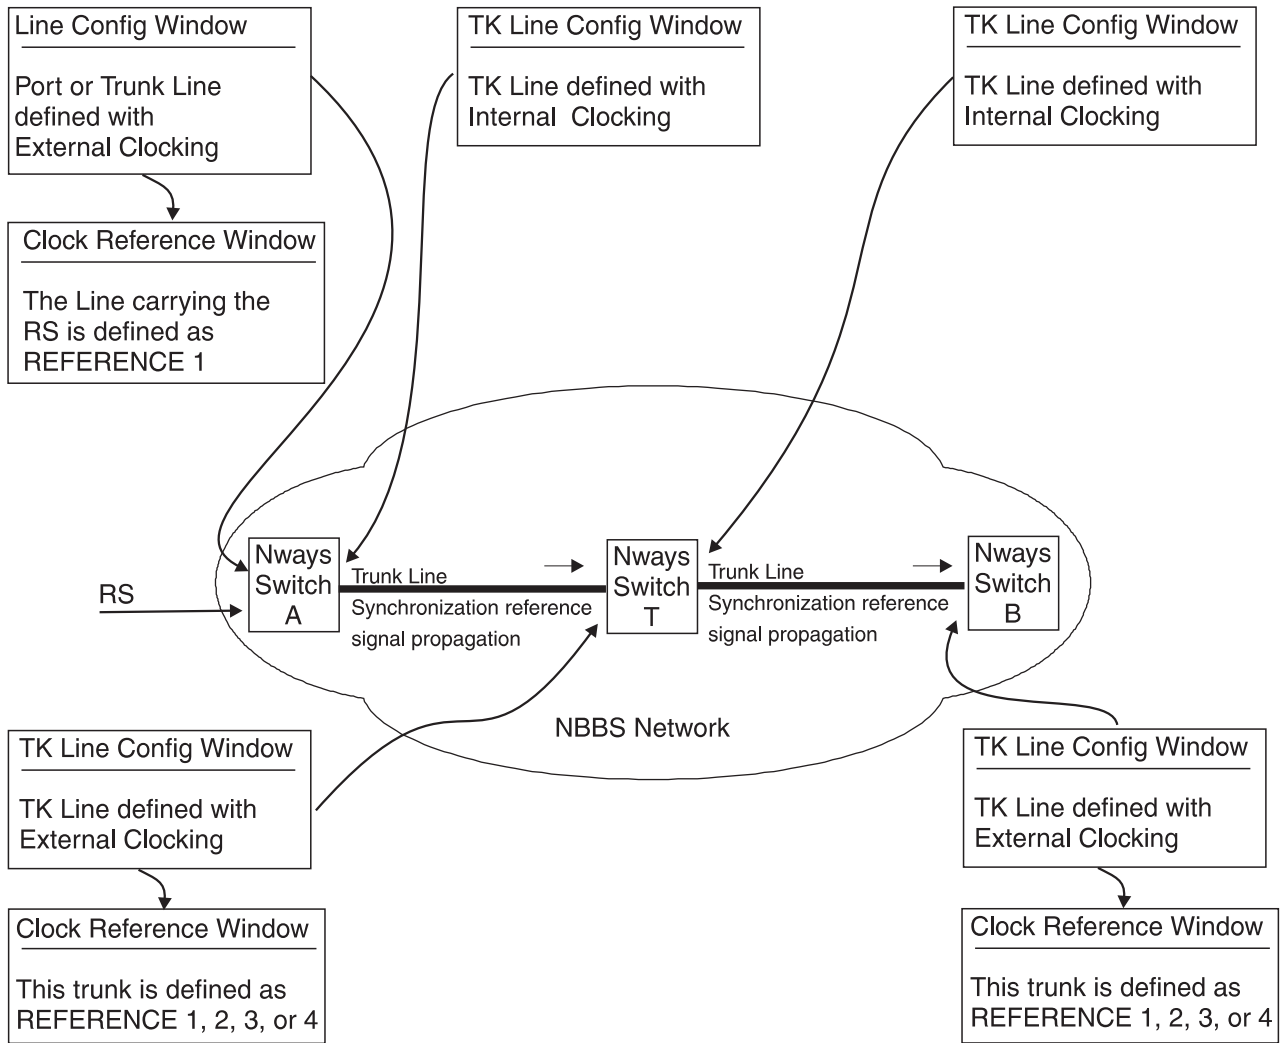 Line Config Window
Port or Trunk Line
defined with
External Clocking
TK Line Config Window
TK Line defined with
Internal Clocking
TK Line Config Window
TK Line defined with
Internal Clocking
Clock Reference Window
The Line carrying the
RS is defined as
REFERENCE 1
RS
Nways
Switch
A
Trunk Line
Synchronization reference
signal propagation
Nways
Switch
T
Trunk Line
Synchronization reference
signal propagation
Nways
Switch
B
NBBS Network
TK Line Config Window
TK Line defined with
External Clocking
TK Line Config Window
TK Line defined with
External Clocking
Clock Reference Window
This trunk is defined as
REFERENCE 1, 2, 3, or 4
Clock Reference Window
This trunk is defined as
REFERENCE 1, 2, 3, or 4